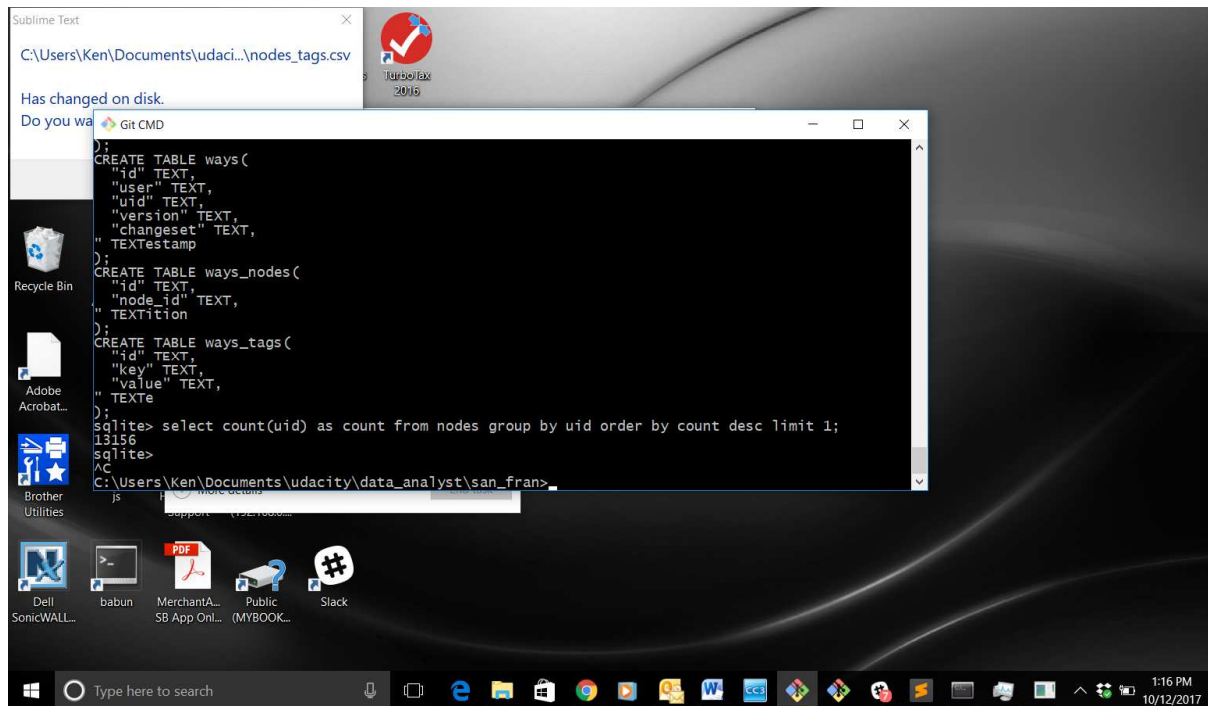 Sublime Text
C:\Users\Ken\Documents\udaci...\nodes_tags.csv
Has changed on disk.
Do you wa
TurboTax
2016
Git CMD
);
CREATE TABLE ways(
"id" TEXT,
"user" TEXT,
"uid" TEXT,
"version" TEXT,
"changeset" TEXT,
" TEXTestamp
);
CREATE TABLE ways_nodes(
"id" TEXT,
"node_id" TEXT,
" TEXTition
);
CREATE TABLE ways_tags(
"id" TEXT,
"key" TEXT,
"value" TEXT,
" TEXTe
);
sqlite> select count(uid) as count from nodes group by uid order by count desc limit 1;
13156
sqlite>
^C
C:\Users\Ken\Documents\udacity\data_analyst\san_fran>
Recycle Bin
Adobe
Acrobat...
Brother
Utilities
js
More details
Support
Dell
SonicWALL...
babun
PDF
MerchantA...
SB App Onl...
Public
(MYBOOK...
Slack
Type here to search
CC3
1:16 PM
10/12/2017